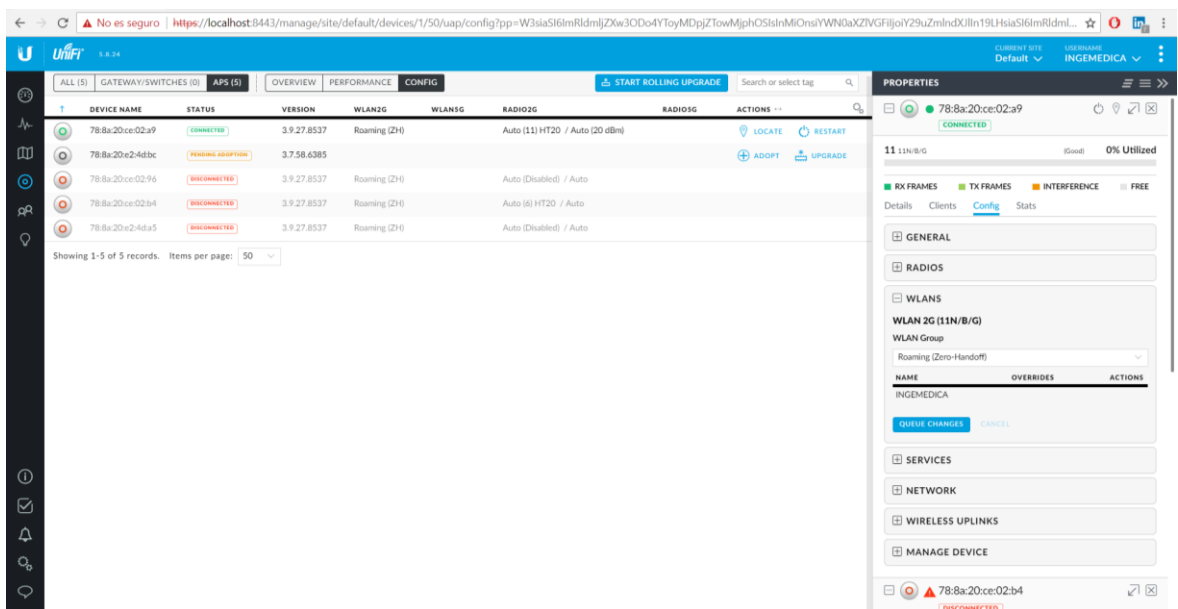 No es seguro | https://localhost:8443/manage/site/default/devices/1/50/uap/config?pp=W3siaSI6ImRldmljZXw3ODo4YToyMDpjZTowMjphOSIsInMiOnsiYWN0aXZlVGFiIjoiY29uZmlndXJlIn19LHsiaSI6ImRldml...
UniFi 5.8.24
CURRENT SITE
Default
USERNAME
INGEMEDICA
ALL (5) GATEWAY/SWITCHES (0) APS (5) OVERVIEW PERFORMANCE CONFIG START ROLLING UPGRADE Search or select tag
DEVICE NAME STATUS VERSION WLAN2G WLAN5G RADIO2G RADIO5G ACTIONS
78:8a:20:ce:02:a9 CONNECTED 3.9.27.8537 Roaming (ZH) Auto (11) HT20 / Auto (20 dBm) LOCATE RESTART
78:8a:20:e2:4d:bc PENDING ADOPTION 3.7.58.6385 ADOPT UPGRADE
78:8a:20:ce:02:96 DISCONNECTED 3.9.27.8537 Roaming (ZH) Auto (Disabled) / Auto
78:8a:20:ce:02:b4 DISCONNECTED 3.9.27.8537 Roaming (ZH) Auto (6) HT20 / Auto
78:8a:20:e2:4d:a5 DISCONNECTED 3.9.27.8537 Roaming (ZH) Auto (Disabled) / Auto
Showing 1-5 of 5 records. Items per page: 50
PROPERTIES
78:8a:20:ce:02:a9
CONNECTED
11 11N/B/G (Good) 0% Utilized
RX FRAMES TX FRAMES INTERFERENCE FREE
Details Clients Config Stats
GENERAL
RADIOS
WLANS
WLAN 2G (11N/B/G)
WLAN Group
Roaming (Zero-Handoff)
NAME OVERRIDES ACTIONS
INGEMEDICA
QUEUE CHANGES CANCEL
SERVICES
NETWORK
WIRELESS UPLINKS
MANAGE DEVICE
78:8a:20:ce:02:b4
DISCONNECTED